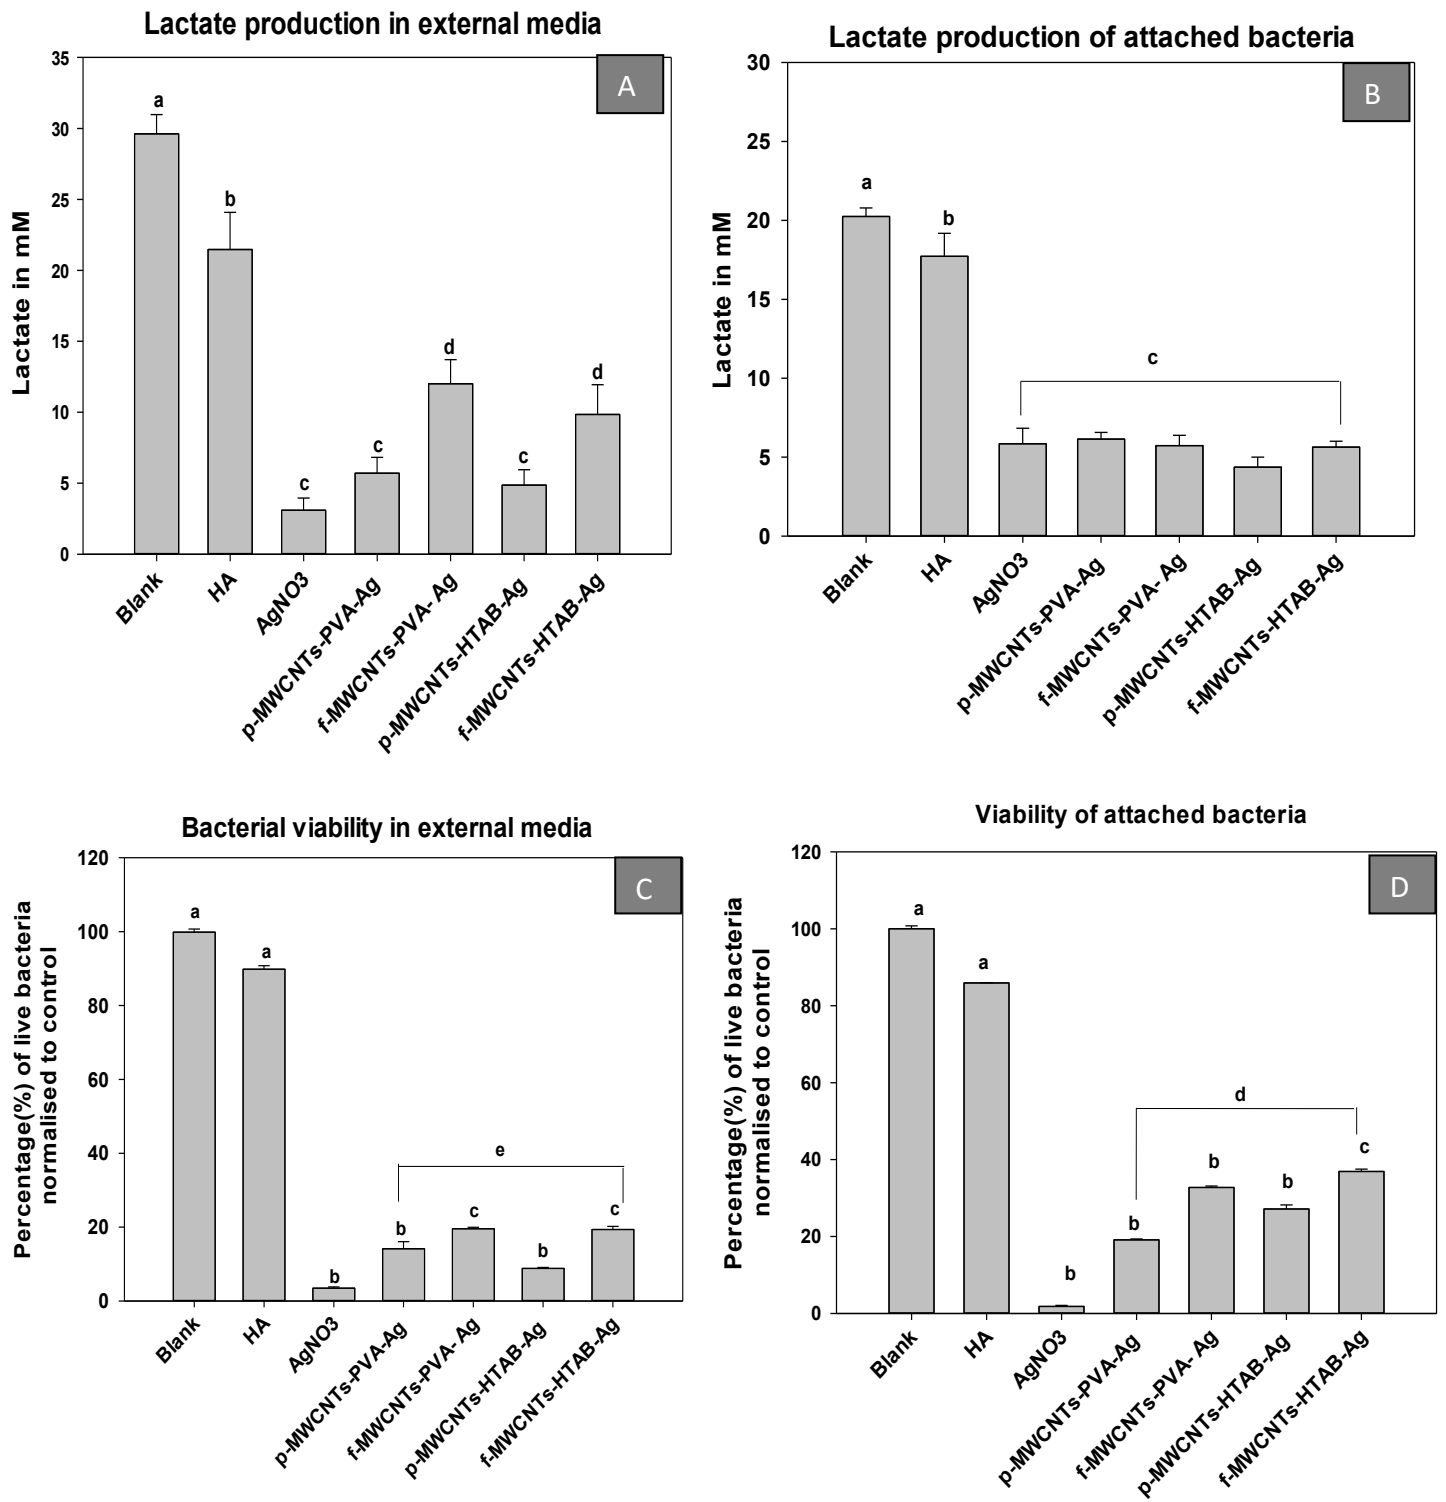 Lactate production in external media
A
35
30
25
20
15
10
5
0
Lactate in mM
a
b
c
c
d
c
d
Blank
HA
AgNO3
p-MWCNTs-PVA-Ag
f-MWCNTs-PVA- Ag
p-MWCNTs-HTAB-Ag
f-MWCNTs-HTAB-Ag
Lactate production of attached bacteria
B
30
25
20
15
10
5
0
Lactate in mM
a
b
c
Blank
HA
AgNO3
p-MWCNTs-PVA-Ag
f-MWCNTs-PVA- Ag
p-MWCNTs-HTAB-Ag
f-MWCNTs-HTAB-Ag
Bacterial viability in external media
C
120
100
80
60
40
20
0
Percentage(%) of live bacteria
normalised to control
a
a
e
b
b
c
b
c
Blank
HA
AgNO3
p-MWCNTs-PVA-Ag
f-MWCNTs-PVA- Ag
p-MWCNTs-HTAB-Ag
f-MWCNTs-HTAB-Ag
Viability of attached bacteria
D
120
100
80
60
40
20
0
Percentage(%) of live bacteria
normalised to control
a
a
d
b
b
b
b
c
Blank
HA
AgNO3
p-MWCNTs-PVA-Ag
f-MWCNTs-PVA- Ag
p-MWCNTs-HTAB-Ag
f-MWCNTs-HTAB-Ag